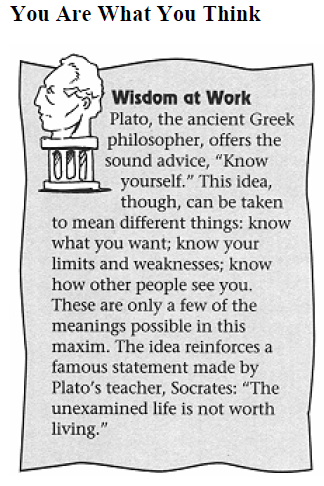 You Are What You Think
Wisdom at Work
Plato, the ancient Greek
philosopher, offers the
sound advice, “Know
yourself.” This idea,
though, can be taken
to mean different things: know
what you want; know your
limits and weaknesses; know
how other people see you.
These are only a few of the
meanings possible in this
maxim. The idea reinforces a
famous statement made by
Plato’s teacher, Socrates: “The
unexamined life is not worth
living.”